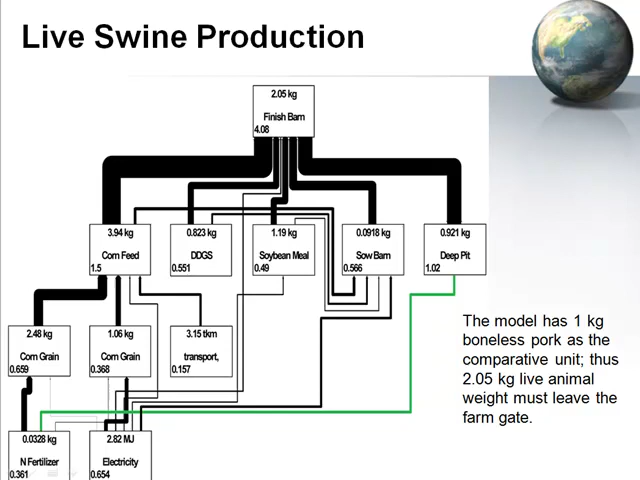 Live Swine Production
2.05 kg
Finish Barn
4.08
3.94 kg
Corn Feed
1.5
0.823 kg
DDGS
0.551
1.19 kg
Soybean Meal
0.49
0.0918 kg
Sow Barn
0.566
0.921 kg
Deep Pit
1.02
2.48 kg
Corn Grain
0.659
1.06 kg
Corn Grain
0.368
3.15 tkm
transport,
0.157
0.0328 kg
N Fertilizer
0.361
2.82 MJ
Electricity
0.654
The model has 1 kg
boneless pork as the
comparative unit; thus
2.05 kg live animal
weight must leave the
farm gate.